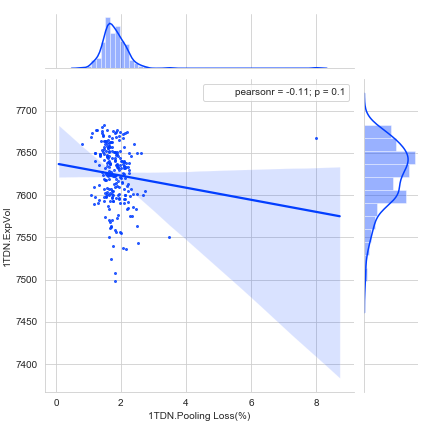 pearsonr = -0.11; p = 0.1
7700
7650
7600
7550
7500
7450
7400
1TDN.ExpVol
0 2 4 6 8
1TDN.Pooling Loss(%)